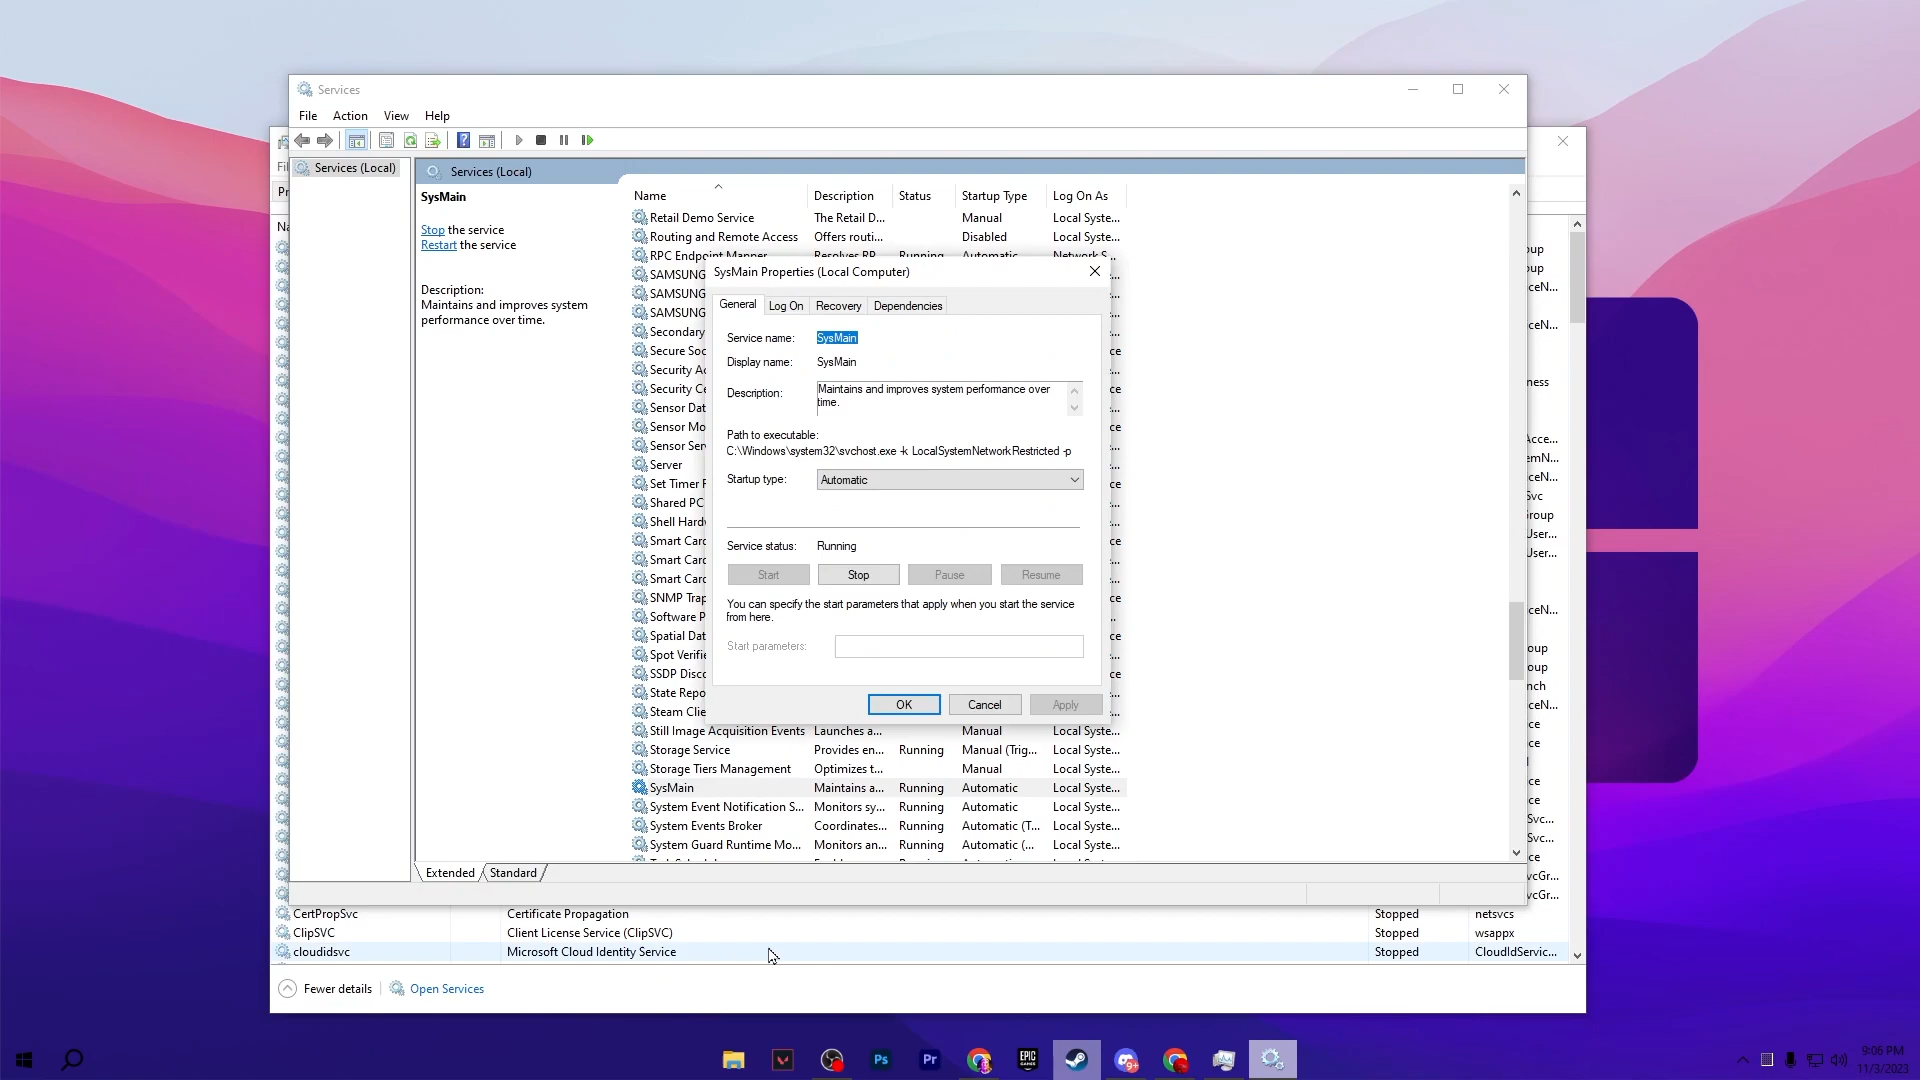 Services
File Action View Help
Services (Local)
Services (Local)
SysMain
Stop the service
Restart the service
Description:
Maintains and improves system
performance over time.
Name Description Status Startup Type Log On As
Retail Demo Service The Retail D... Manual Local Syste...
Routing and Remote Access Offers routi... Disabled Local Syste...
RPC Endpoint Mapper Resolves RP... Running Automatic Network S...
SAMSUNG
SAMSUNG
SAMSUNG
Secondary
Secure Soc
Security Ac
Security Ce
Sensor Dat
Sensor Mo
Sensor Ser
Server
Set Timer R
Shared PC
Shell Hardw
Smart Card
Smart Card
Smart Card
SNMP Trap
Software P
Spatial Dat
Spot Verifie
SSDP Disco
State Repo
Steam Clie
Still Image Acquisition Events Launches a... Manual Local Syste...
Storage Service Provides en... Running Manual (Trig... Local Syste...
Storage Tiers Management Optimizes t... Manual Local Syste...
SysMain Maintains a... Running Automatic Local Syste...
System Event Notification S... Monitors sy... Running Automatic Local Syste...
System Events Broker Coordinates... Running Automatic (T... Local Syste...
System Guard Runtime Mo... Monitors an... Running Automatic (... Local Syste...
Extended Standard
SysMain Properties (Local Computer)
General Log On Recovery Dependencies
Service name: SysMain
Display name: SysMain
Description: Maintains and improves system performance over
time.
Path to executable:
C:\Windows\system32\svchost.exe -k LocalSystemNetworkRestricted -p
Startup type: Automatic
Service status: Running
Start Stop Pause Resume
You can specify the start parameters that apply when you start the service
from here.
Start parameters:
OK Cancel Apply
CertPropSvc Certificate Propagation Stopped netsvcs
ClipSVC Client License Service (ClipSVC) Stopped wsappx
cloudidsvc Microsoft Cloud Identity Service Stopped CloudIdServic...
Fewer details Open Services
Ps Pr EPIC GAMES 9+
9:06 PM
11/3/2023